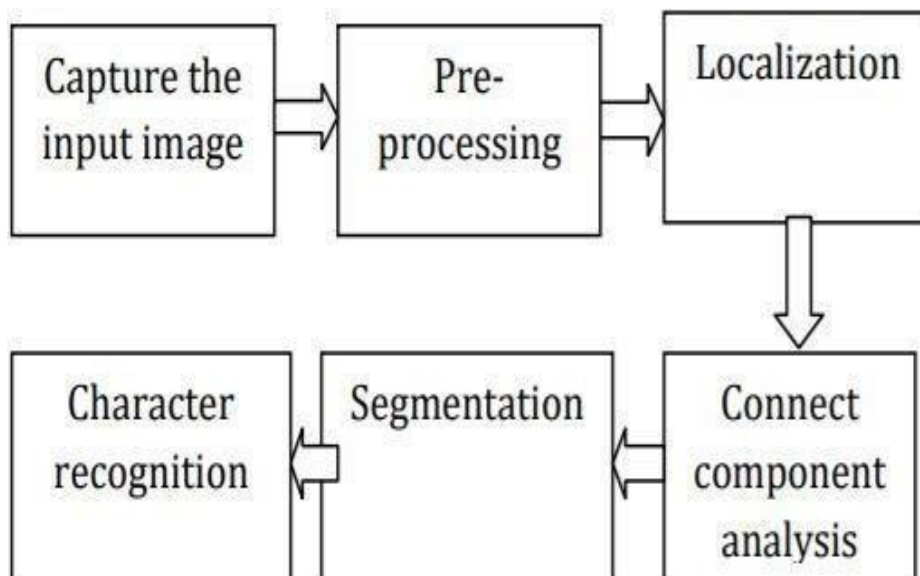 Capture the
input image
Pre-
processing
Localization
Connect
component
analysis
Segmentation
Character
recognition